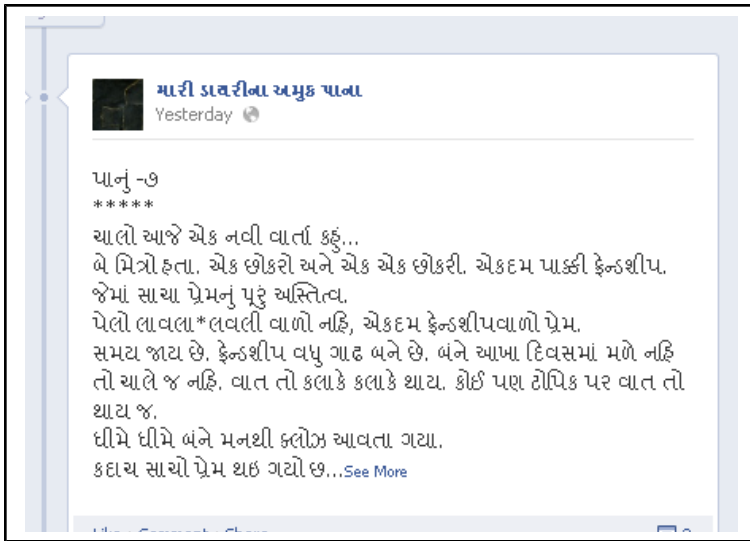 મારી ડાયરીના અમુક પાના
Yesterday
પાનું -૭
*****
ચાલો આજે એક નવી વાર્તા કહું...
બે મિત્રો હતા. એક છોકરો અને એક એક છોકરી. એકદમ પાક્કી ફ્રેન્ડશીપ.
જેમાં સાચા પ્રેમનું પૂરું અસ્તિત્વ.
પેલો લાવલા*લવલી વાળો નહિ, એકદમ ફ્રેન્ડશીપવાળો પ્રેમ.
સમય જાય છે. ફ્રેન્ડશીપ વધુ ગાઢ બને છે. બંને આખા દિવસમાં મળે નહિ
તો ચાલે જ નહિ. વાત તો કલાકે કલાકે થાય. કોઈ પણ ટોપિક પર વાત તો
થાય જ.
ધીમે ધીમે બંને મનથી ક્લોઝ આવતા ગયા.
કદાચ સાચો પ્રેમ થઇ ગયો છ...See More